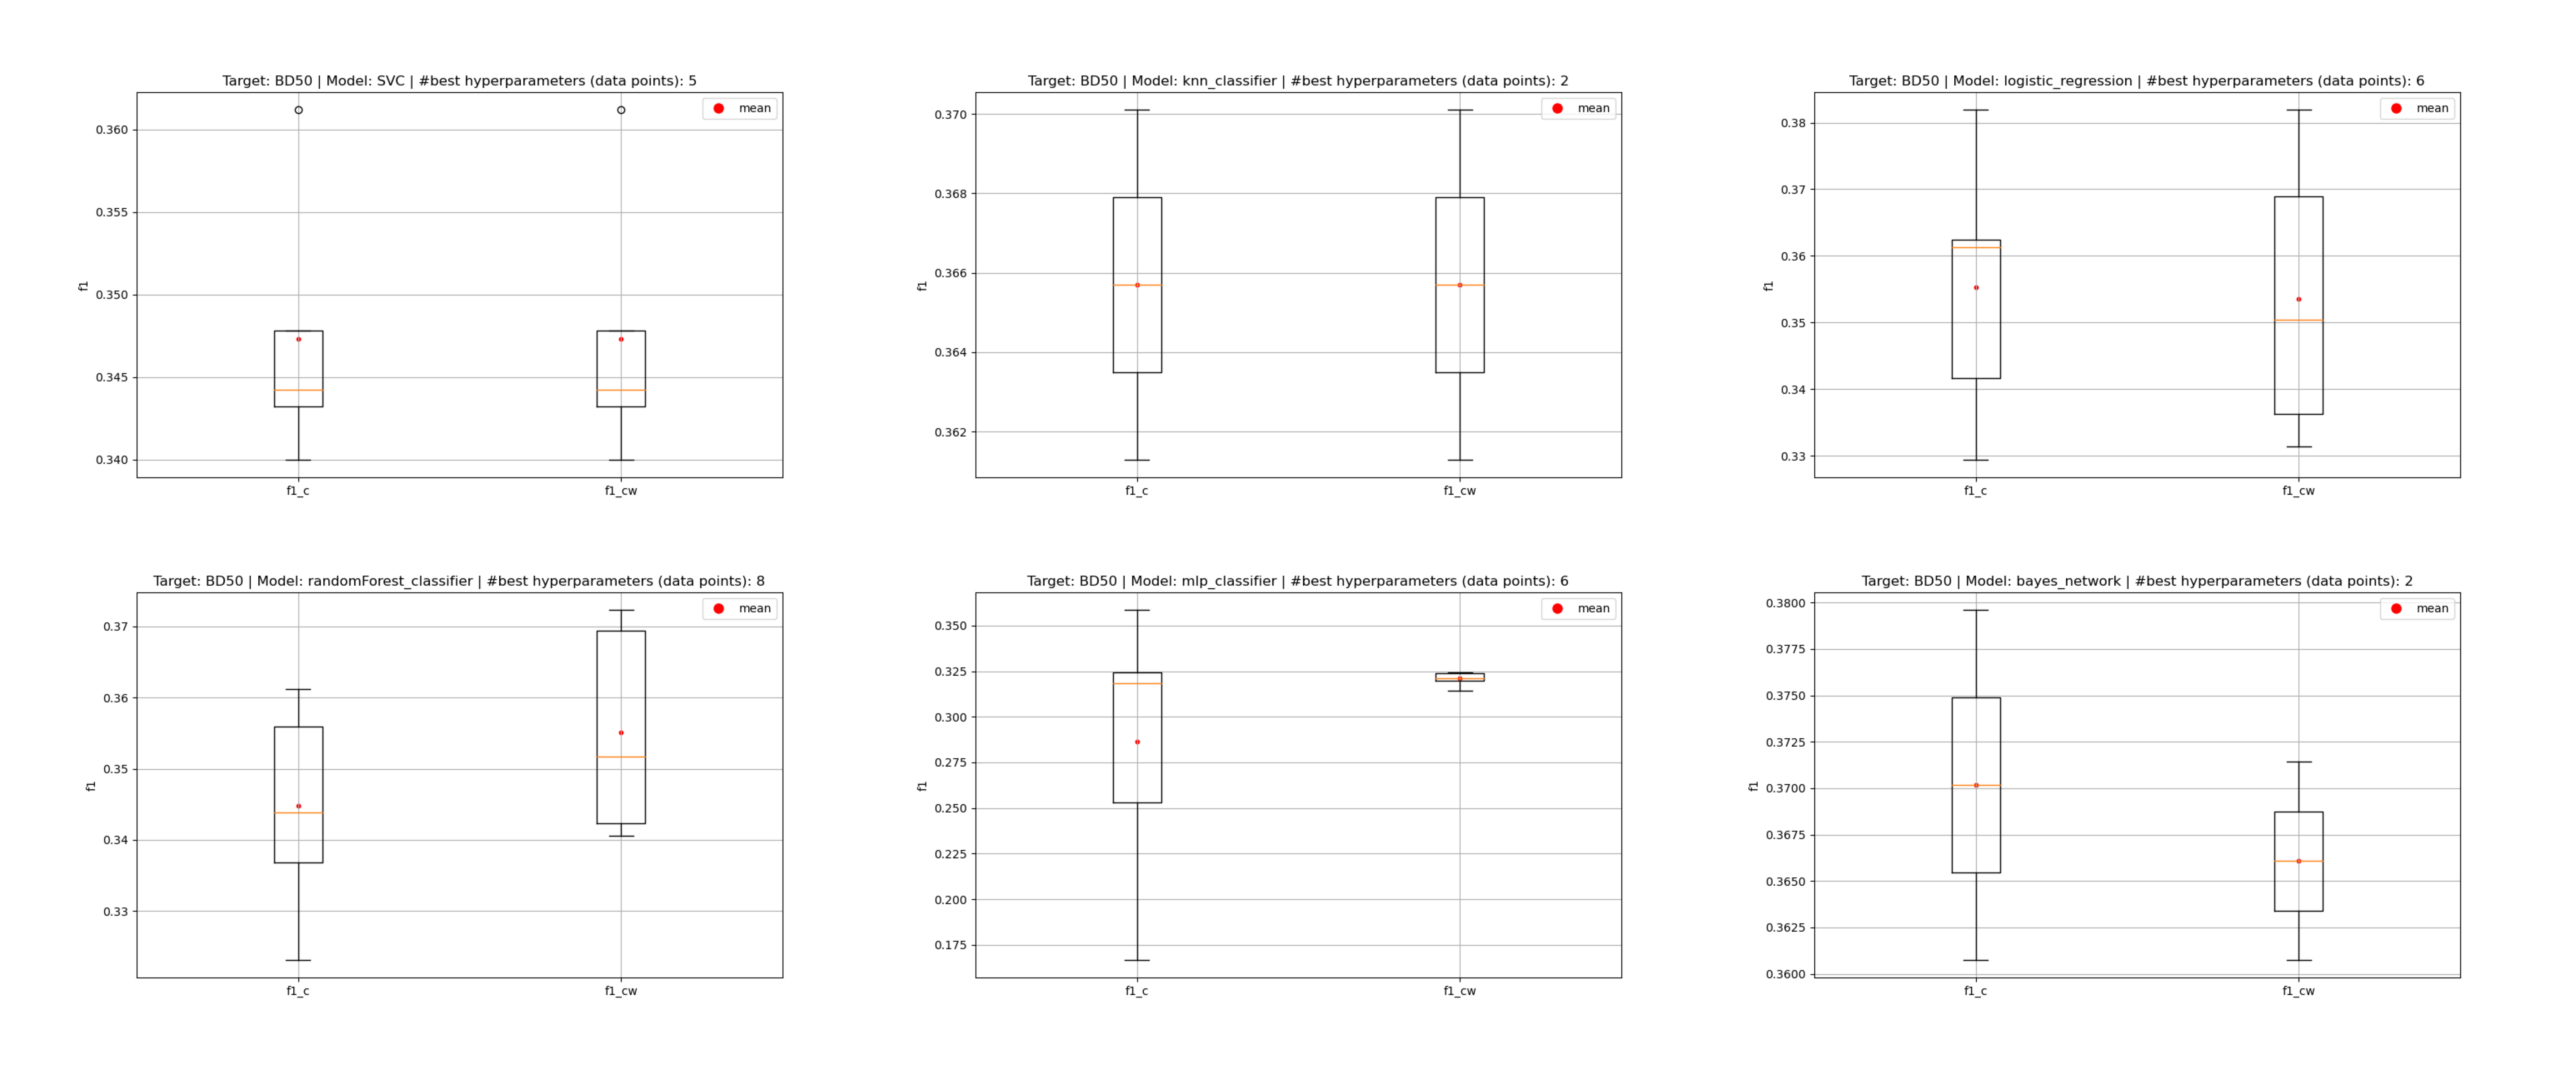 Target: BD50 | Model: SVC | #best hyperparameters (data points): 5
mean
0.360
0.355
0.350
0.345
0.340
f1
f1_c
f1_cw
Target: BD50 | Model: knn_classifier | #best hyperparameters (data points): 2
mean
0.370
0.368
0.366
0.364
0.362
f1
f1_c
f1_cw
Target: BD50 | Model: logistic_regression | #best hyperparameters (data points): 6
mean
0.38
0.37
0.36
0.35
0.34
0.33
f1
f1_c
f1_cw
Target: BD50 | Model: randomForest_classifier | #best hyperparameters (data points): 8
mean
0.37
0.36
0.35
0.34
0.33
f1
f1_c
f1_cw
Target: BD50 | Model: mlp_classifier | #best hyperparameters (data points): 6
mean
0.350
0.325
0.300
0.275
0.250
0.225
0.200
0.175
f1
f1_c
f1_cw
Target: BD50 | Model: bayes_network | #best hyperparameters (data points): 2
mean
0.3800
0.3775
0.3750
0.3725
0.3700
0.3675
0.3650
0.3625
0.3600
f1
f1_c
f1_cw